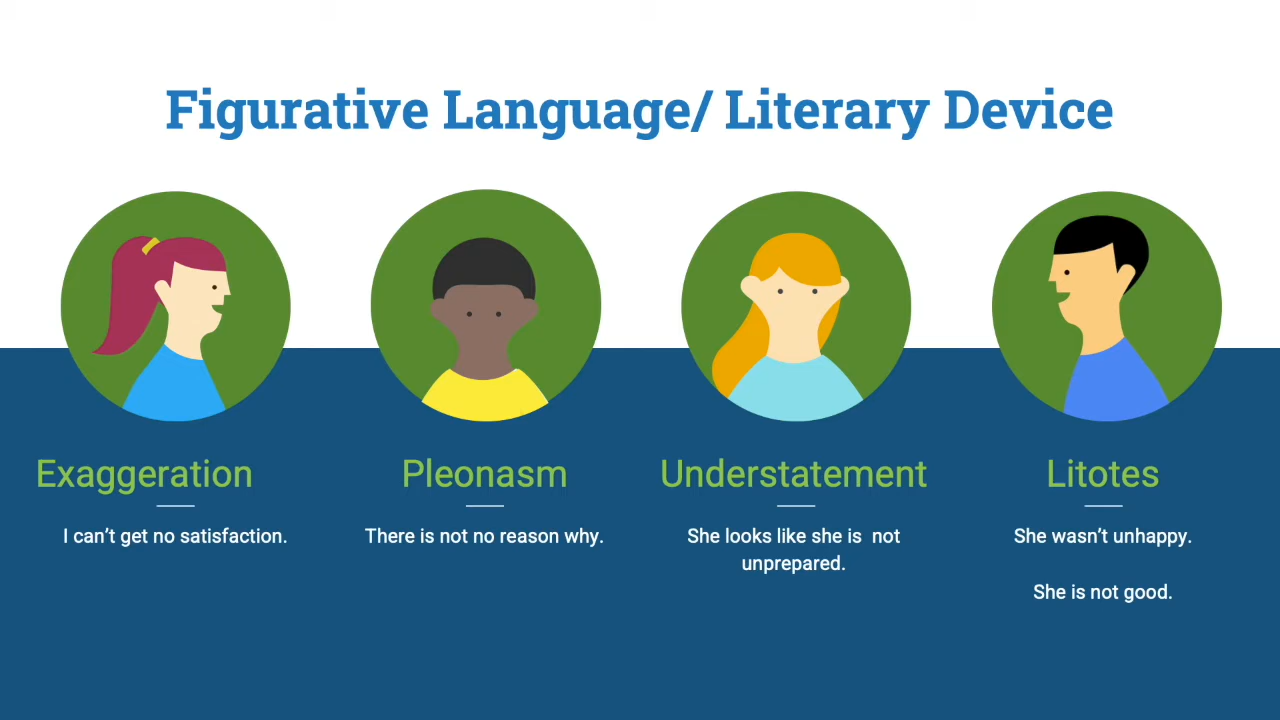 Figurative Language/ Literary Device
Exaggeration
I can’t get no satisfaction.
Pleonasm
There is not no reason why.
Understatement
She looks like she is  not
unprepared.
Litotes
She wasn’t unhappy.
She is not good.